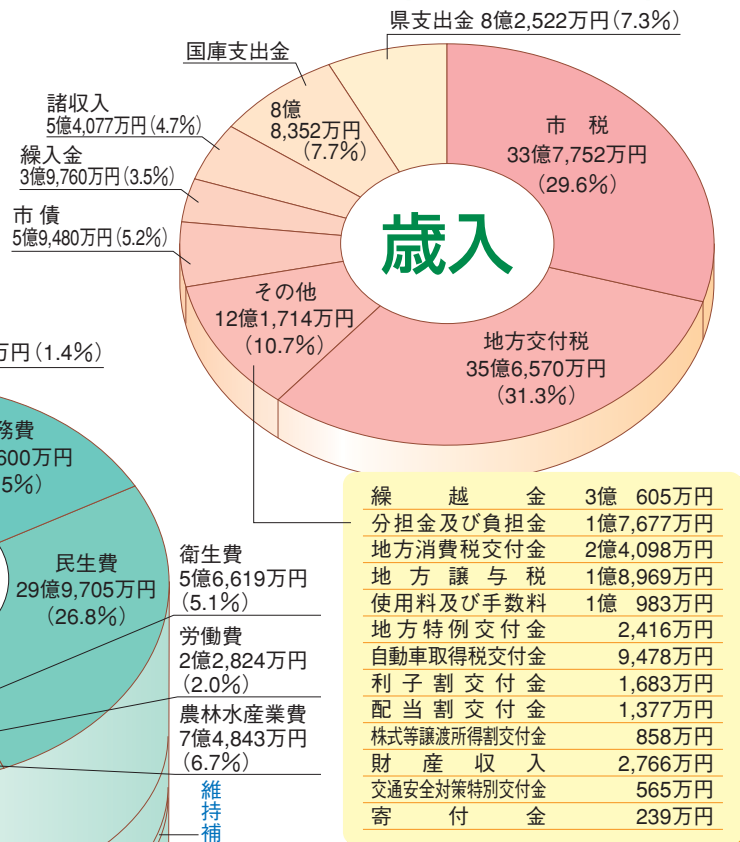 県支出金 8億2,522万円(7.3%)
国庫支出金
8億
8,352万円
(7.7%)
諸収入
5億4,077万円(4.7%)
繰入金
3億9,760万円(3.5%)
市債
5億9,480万円(5.2%)
市 税
33億7,752万円
(29.6%)
歳入
その他
12億1,714万円
(10.7%)
地方交付税
35億6,570万円
(31.3%)
万円(1.4%)
務費
600万円
5%)
民生費
29億9,705万円
(26.8%)
衛生費
5億6,619万円
(5.1%)
労働費
2億2,824万円
(2.0%)
農林水産業費
7億4,843万円
(6.7%)
維持補
繰越金 3億 605万円
分担金及び負担金 1億7,677万円
地方消費税交付金 2億4,098万円
地方譲与税 1億8,969万円
使用料及び手数料 1億 983万円
地方特例交付金 2,416万円
自動車取得税交付金 9,478万円
利子割交付金 1,683万円
配当割交付金 1,377万円
株式等譲渡所得割交付金 858万円
財産収入 2,766万円
交通安全対策特別交付金 565万円
寄付金 239万円